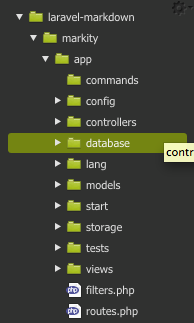 laravel-markdown
markity
app
commands
config
controllers
database
contr
lang
models
start
storage
tests
views
filters.php
routes.php